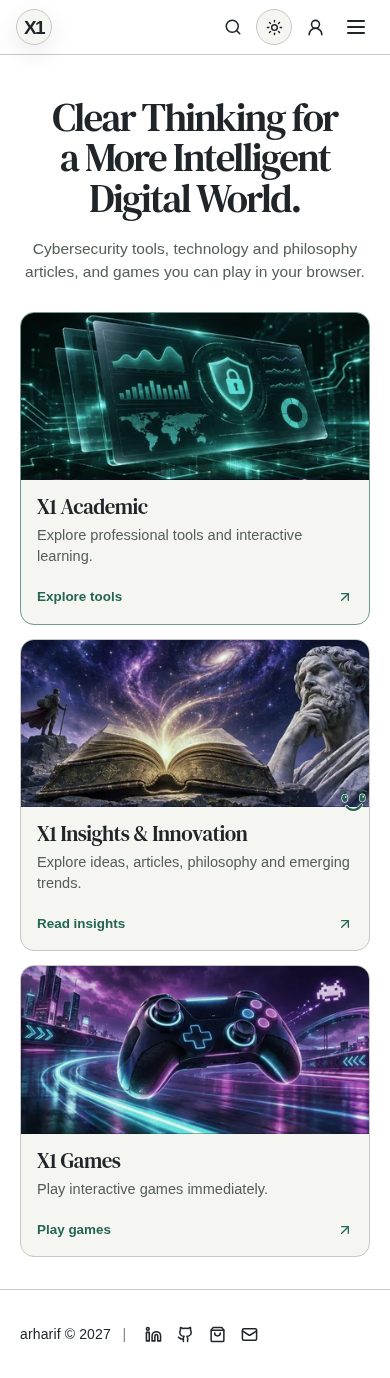 X1
Clear Thinking for
a More Intelligent
Digital World.
Cybersecurity tools, technology and philosophy
articles, and games you can play in your browser.
X1 Academic
Explore professional tools and interactive
learning.
Explore tools
X1 Insights & Innovation
Explore ideas, articles, philosophy and emerging
trends.
Read insights
X1 Games
Play interactive games immediately.
Play games
arharif © 2027 |